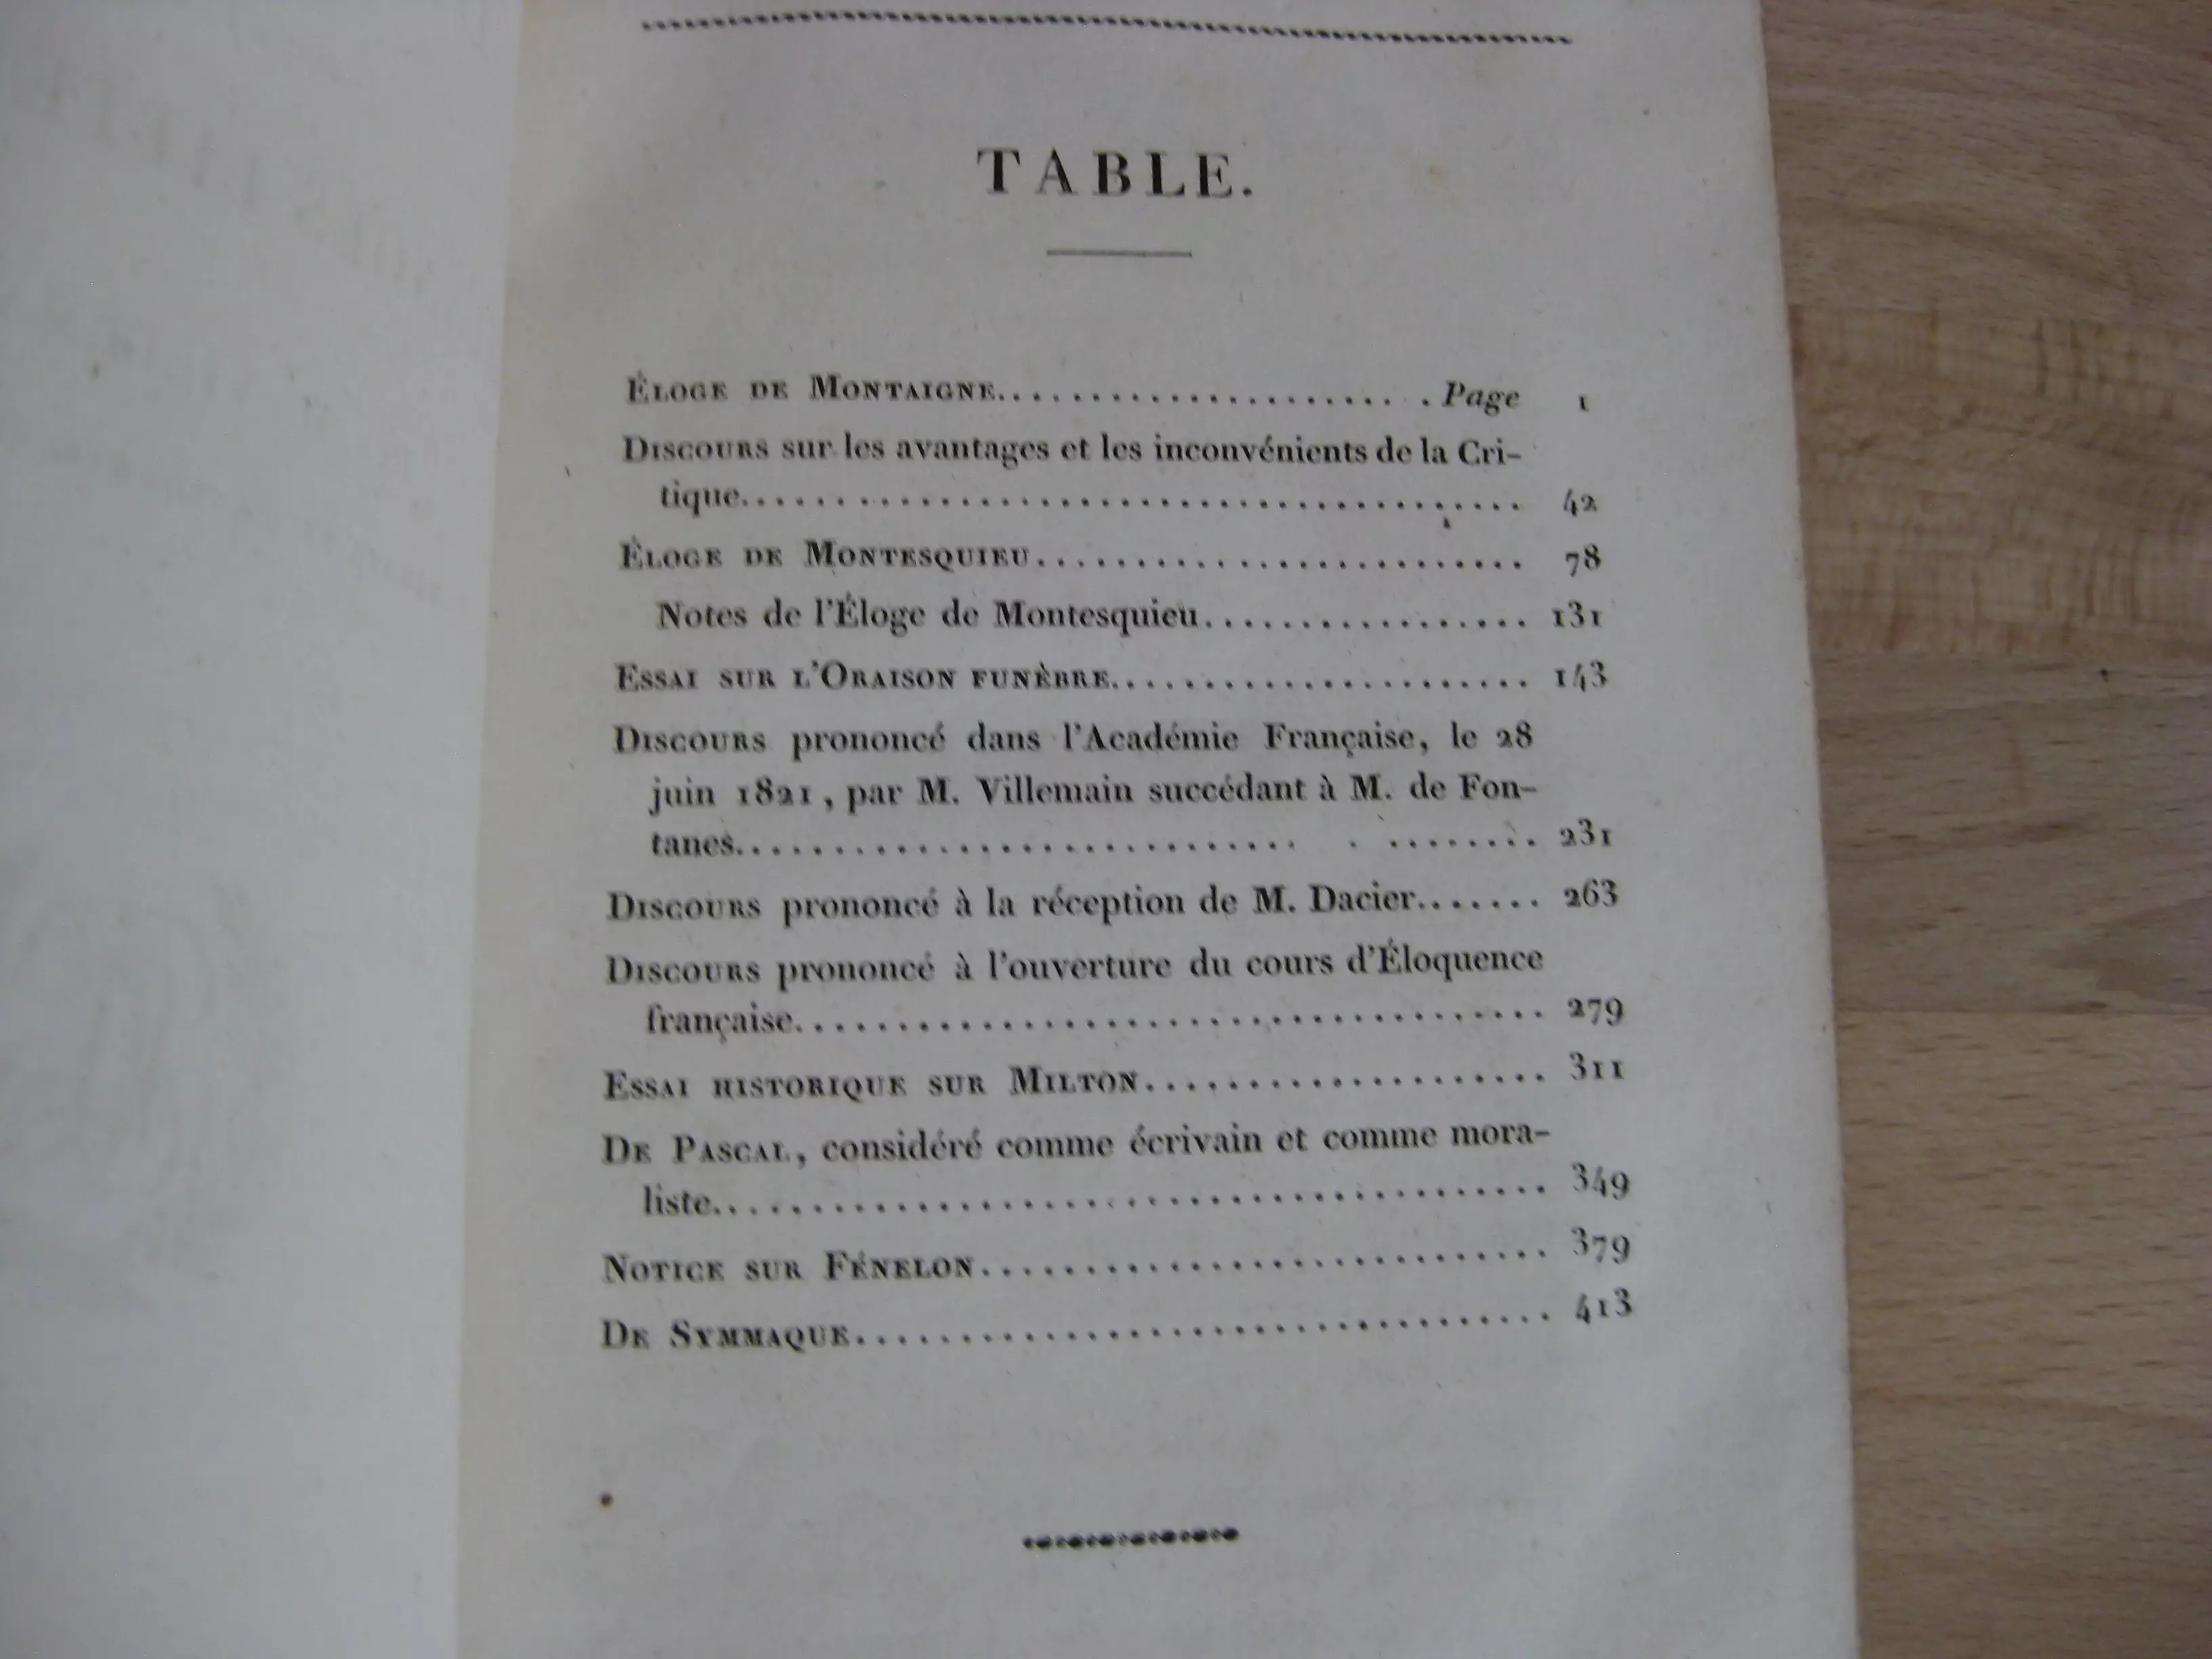 TABLE.
ÉLOGE DE MONTAIGNE....................... Page 1
DISCOURS sur les avantages et les inconvénients de la Cri-
tique....................................... 42
ÉLOGE DE MONTESQUIEU......................... 78
Notes de l'Éloge de Montesquieu................. 131
ESSAI SUR L'ORAISON FUNÈBRE....................... 143
DISCOURS prononcé dans l'Académie Française, le 28
juin 1821, par M. Villemain succédant à M. de Fon-
tanes....................................... 231
DISCOURS prononcé à la réception de M. Dacier....... 263
DISCOURS prononcé à l'ouverture du cours d'Éloquence
française..................................... 279
ESSAI HISTORIQUE SUR MILTON..................... 311
DE PASCAL, considéré comme écrivain et comme mora-
liste......................................... 349
NOTICE SUR FÉNELON............................. 379
DE SYMMAQUE................................... 413